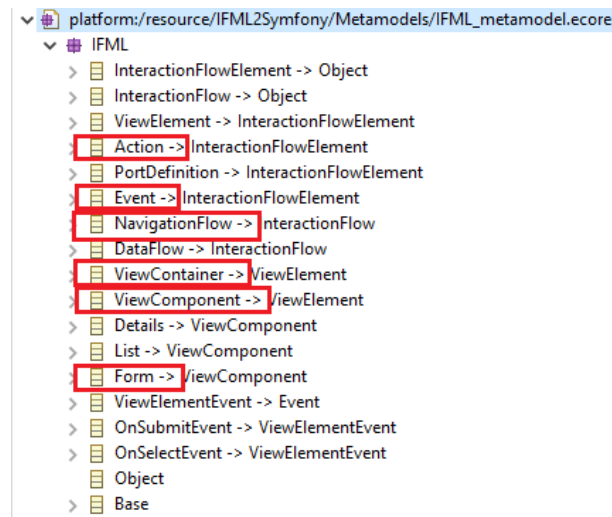 platform:/resource/IFML2Symfony/Metamodels/IFML_metamodel.ecore
IFML
InteractionFlowElement -> Object
InteractionFlow -> Object
ViewElement -> InteractionFlowElement
Action -> InteractionFlowElement
PortDefinition -> InteractionFlowElement
Event -> InteractionFlowElement
NavigationFlow -> InteractionFlow
DataFlow -> InteractionFlow
ViewContainer -> ViewElement
ViewComponent -> ViewElement
Details -> ViewComponent
List -> ViewComponent
Form -> ViewComponent
ViewElementEvent -> Event
OnSubmitEvent -> ViewElementEvent
OnSelectEvent -> ViewElementEvent
Object
Base